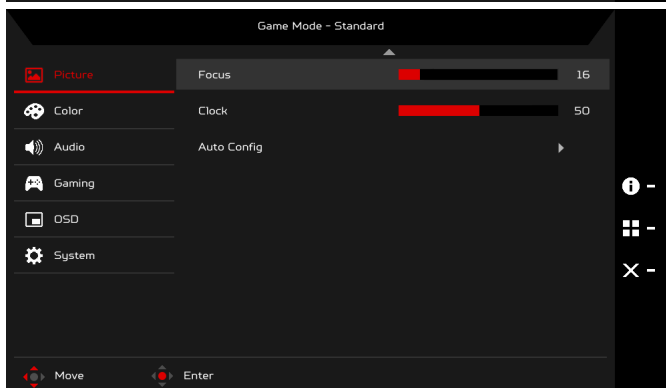 Game Mode - Standard
Picture
Focus 16
Color
Clock 50
Audio
Auto Config
Gaming
OSD
System
Move Enter